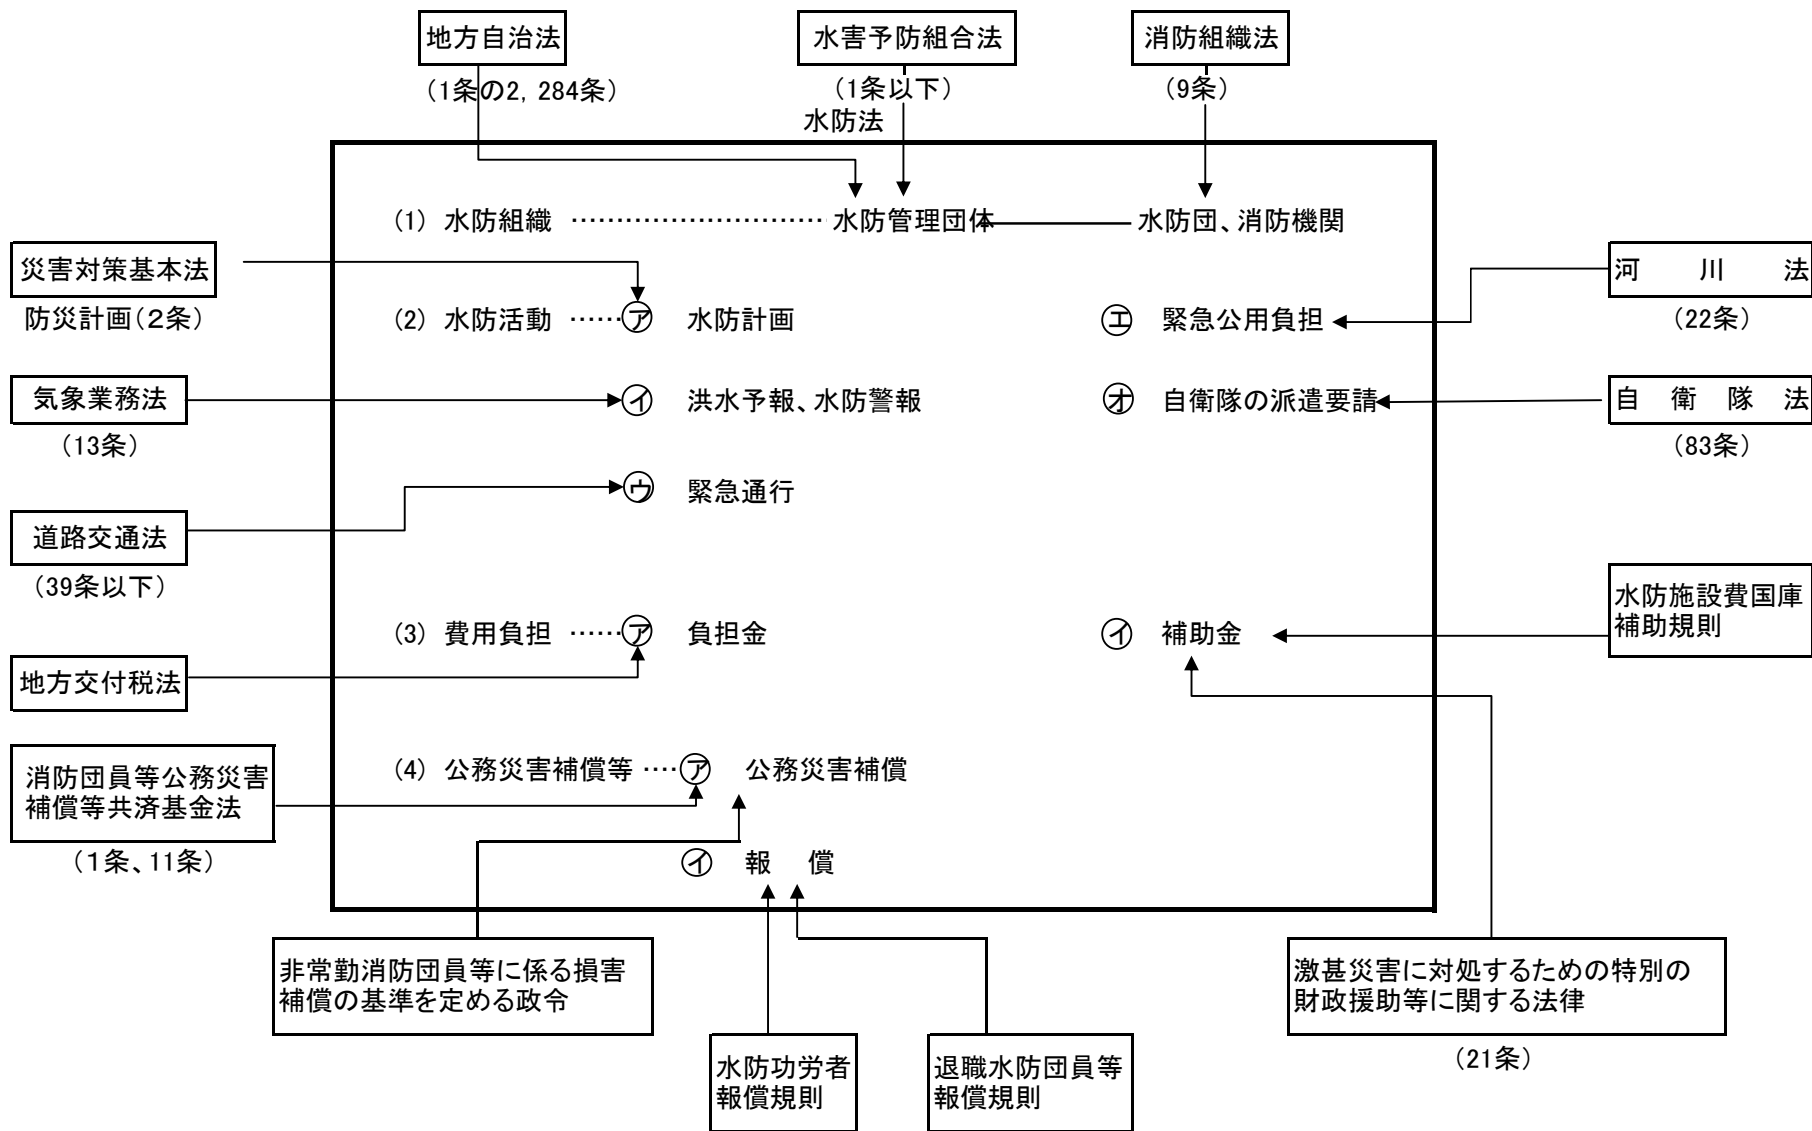 地方自治法
水害予防組合法
消防組織法
(1条の2, 284条)
(1条以下)
(9条)
水防法
(1) 水防組織 ………………………… 水防管理団体
水防団、消防機関
災害対策基本法
防災計画(2条)
(2) 水防活動 ……㋐ 水防計画
㋓ 緊急公用負担
河 川 法
(22条)
気象業務法
(13条)
㋑ 洪水予報、水防警報
㋔ 自衛隊の派遣要請
自 衛 隊 法
(83条)
㋒ 緊急通行
道路交通法
(39条以下)
(3) 費用負担 ……㋐ 負担金
㋑ 補助金
水防施設費国庫
補助規則
地方交付税法
消防団員等公務災害
補償等共済基金法
(1条、11条)
(4) 公務災害補償等 ‥‥㋐ 公務災害補償
㋑ 報 償
非常勤消防団員等に係る損害
補償の基準を定める政令
水防功労者
報償規則
退職水防団員等
報償規則
激甚災害に対処するための特別の
財政援助等に関する法律
(21条)